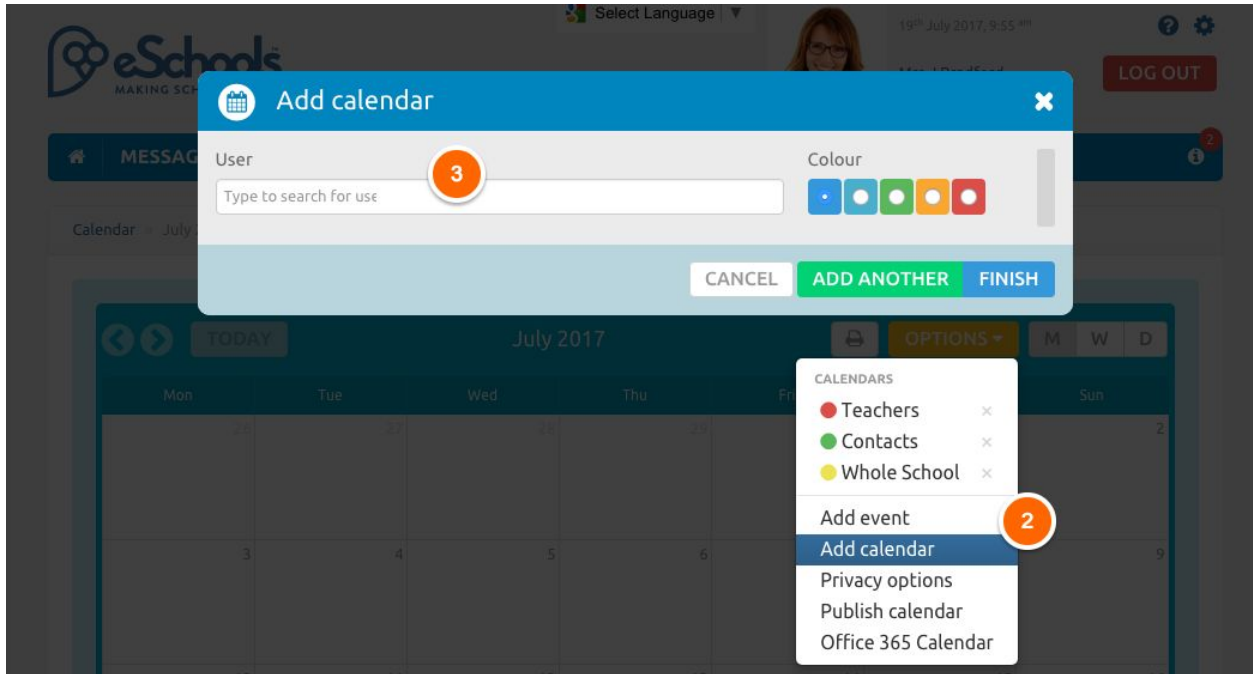 Select Language ▼
19th July 2017, 9:55 am
eSchools
MAKING SCH
LOG OUT
Add calendar
MESSAG
2
User
3
Colour
Type to search for use
Calendar » July
CANCEL
ADD ANOTHER
FINISH
TODAY
July 2017
OPTIONS
M W D
Mon Tue Wed Thu Fri Sun
26 27 28 29 2
3 4 5 6 9
CALENDARS
Teachers ×
Contacts ×
Whole School ×
Add event
2
Add calendar
Privacy options
Publish calendar
Office 365 Calendar